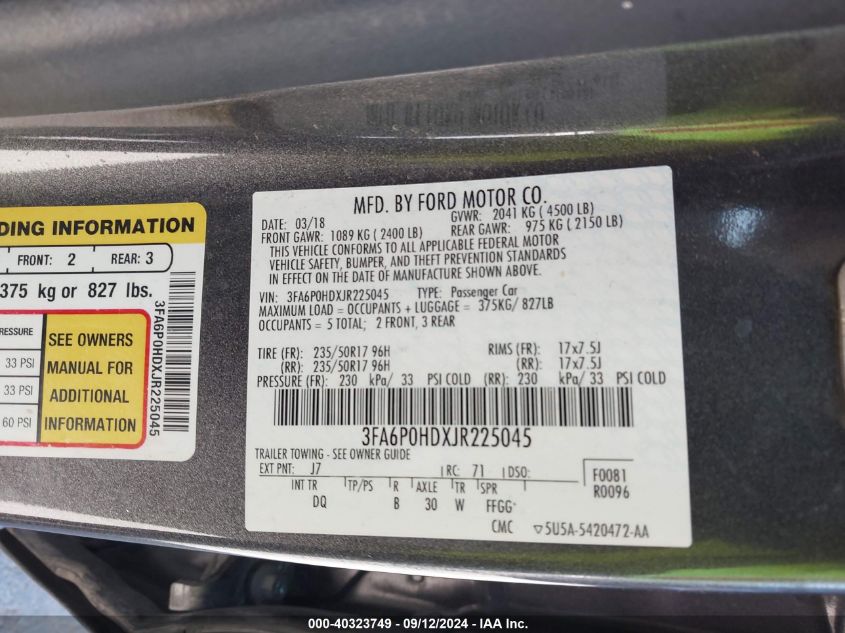 DING INFORMATION
FRONT: 2 REAR: 3
375 kg or 827 lbs.
RESSURE
33 PSI
33 PSI
60 PSI
SEE OWNERS
MANUAL FOR
ADDITIONAL
INFORMATION
3FA6P0HDXJR225045
MFD. BY FORD MOTOR CO.
DATE: 03/18 GVWR: 2041 KG ( 4500 LB)
FRONT GAWR: 1089 KG ( 2400 LB) REAR GAWR: 975 KG ( 2150 LB)
THIS VEHICLE CONFORMS TO ALL APPLICABLE FEDERAL MOTOR
VEHICLE SAFETY, BUMPER, AND THEFT PREVENTION STANDARDS
IN EFFECT ON THE DATE OF MANUFACTURE SHOWN ABOVE.
VIN: 3FA6P0HDXJR225045 TYPE: Passenger Car
MAXIMUM LOAD = OCCUPANTS + LUGGAGE = 375KG/ 827LB
OCCUPANTS = 5 TOTAL; 2 FRONT, 3 REAR
TIRE (FR): 235/50R17 96H RIMS (FR): 17x7.5J
(RR): 235/50R17 96H (RR): 17x7.5J
PRESSURE (FR): 230 kPa/ 33 PSI COLD (RR): 230 kPa/ 33 PSI COLD
3FA6P0HDXJR225045
TRAILER TOWING - SEE OWNER GUIDE
EXT PNT: J7 RC: 71 DSO: F0081
INT TR TP/PS R AXLE TR SPR R0096
DQ B 30 W FFGG
CMC ▽5U5A-5420472-AA
000-40323749 - 09/12/2024 - IAA Inc.